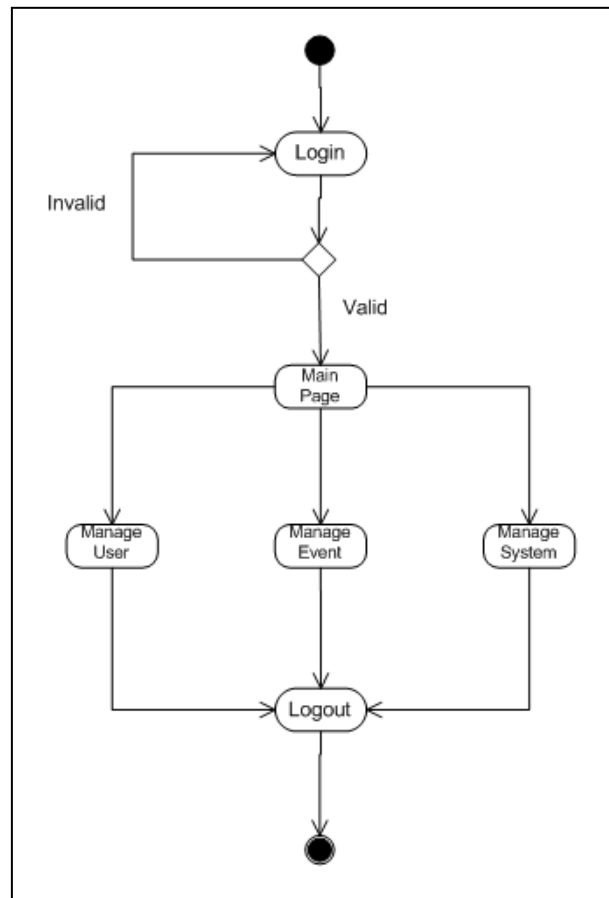 Login
Invalid
Valid
Main
Page
Manage
User
Manage
Event
Manage
System
Logout